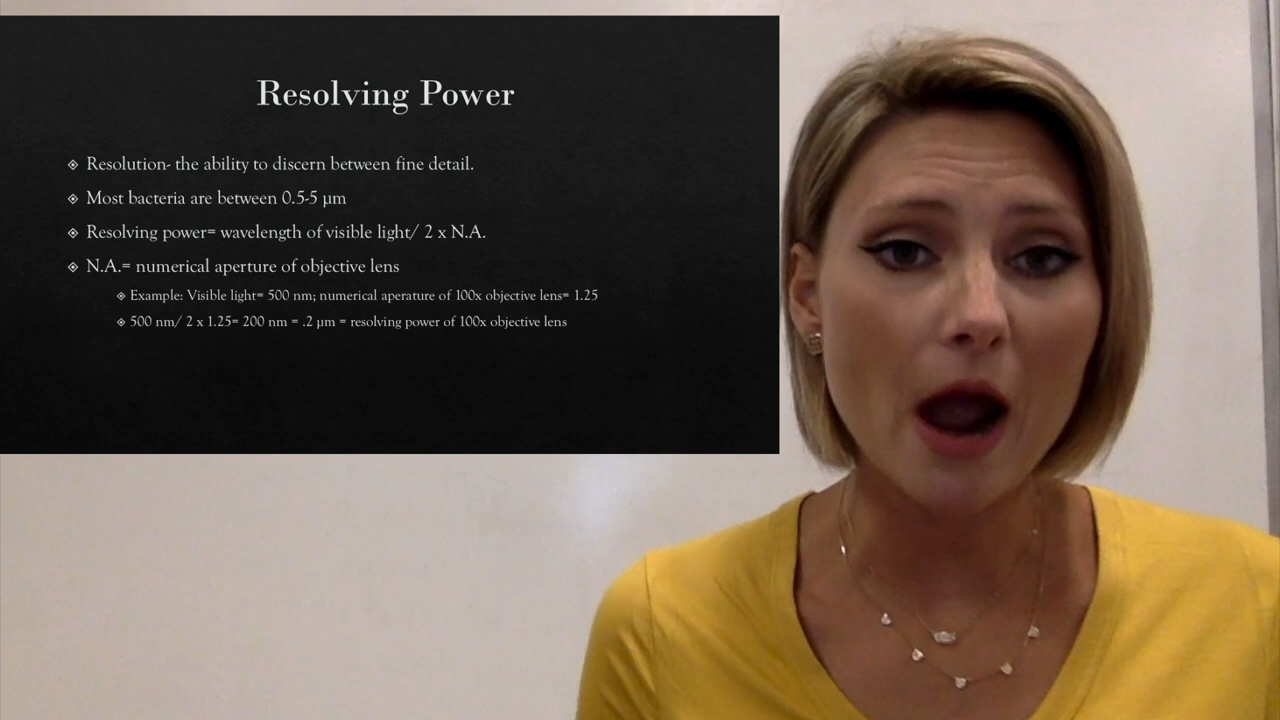 Resolving Power
Resolution- the ability to discern between fine detail.
Most bacteria are between 0.5-5 µm
Resolving power= wavelength of visible light/ 2 x N.A.
N.A.= numerical aperture of objective lens
Example: Visible light= 500 nm; numerical aperature of 100x objective lens= 1.25
500 nm/ 2 x 1.25= 200 nm = .2 µm = resolving power of 100x objective lens